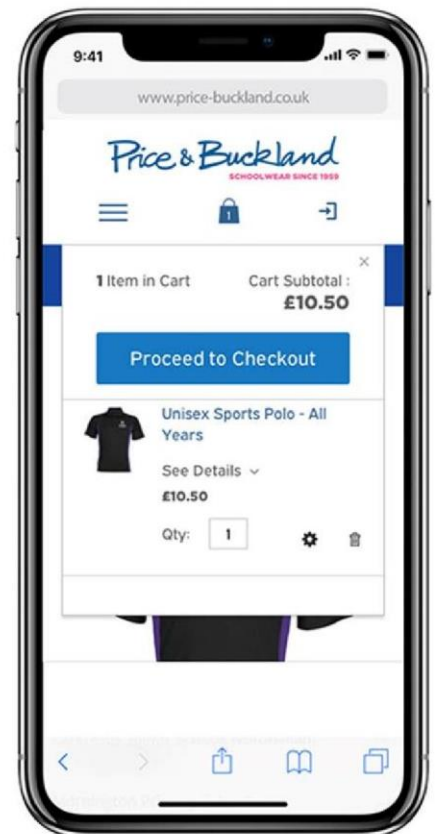 9:41
www.price-buckland.co.uk
Price & Buckland
SCHOOLWEAR SINCE 1959
1
1 Item in Cart
Cart Subtotal :
£10.50
Proceed to Checkout
Unisex Sports Polo - All
Years
See Details
£10.50
Qty: 1